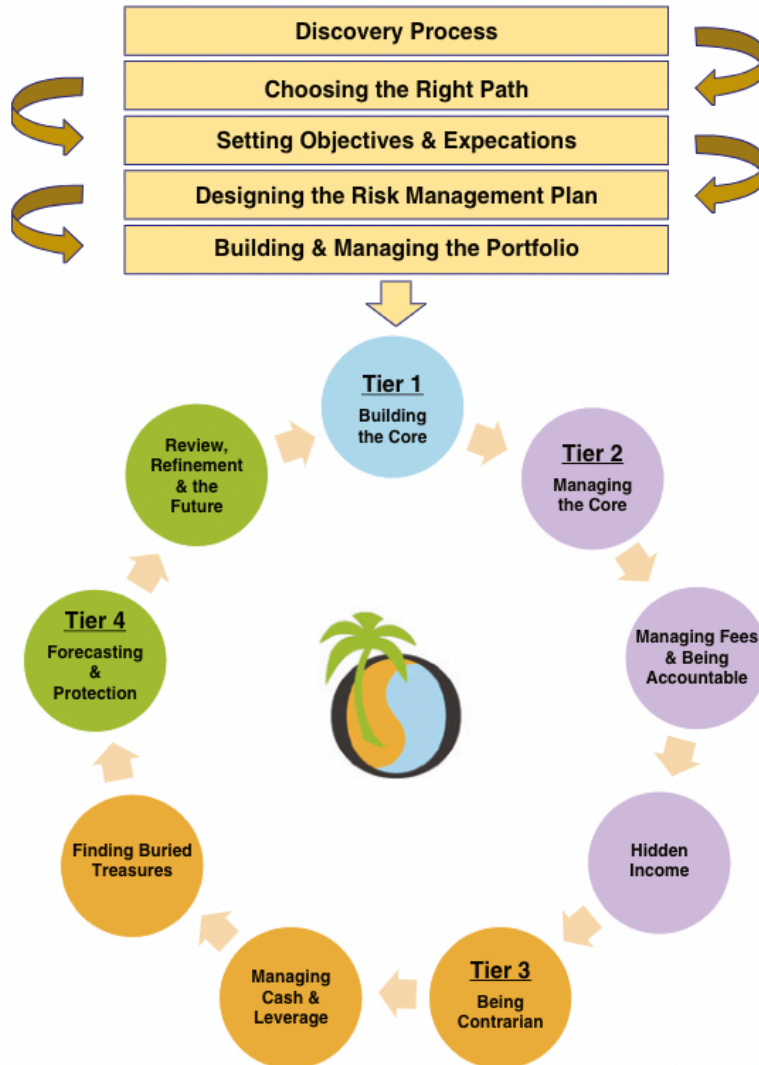 Discovery Process
Choosing the Right Path
Setting Objectives & Expecations
Designing the Risk Management Plan
Building & Managing the Portfolio
Tier 1
Building
the Core
Tier 2
Managing
the Core
Managing Fees
& Being
Accountable
Hidden
Income
Tier 3
Being
Contrarian
Managing
Cash &
Leverage
Finding Buried
Treasures
Tier 4
Forecasting
&
Protection
Review,
Refinement
& the
Future